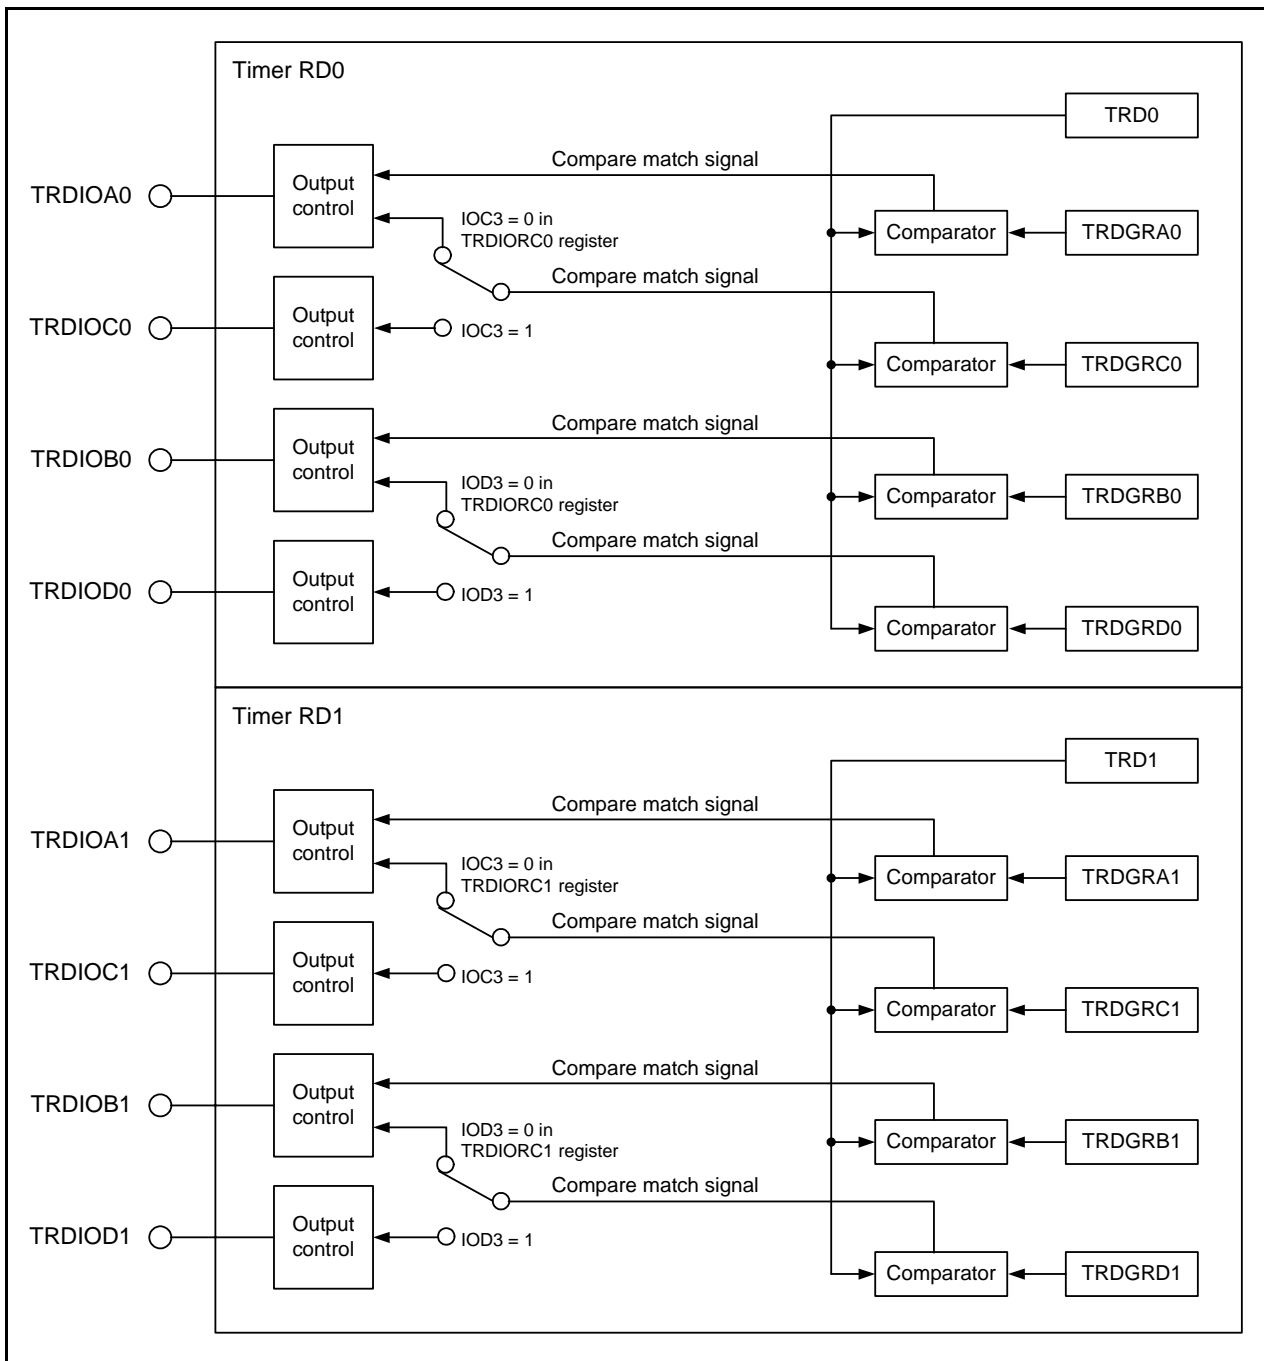 Timer RD0
TRD0
Compare match signal
TRDIOA0
Output
control
IOC3 = 0 in
TRDIORC0 register
Comparator
TRDGRA0
Compare match signal
TRDIOC0
Output
control
IOC3 = 1
Comparator
TRDGRC0
Compare match signal
TRDIOB0
Output
control
IOD3 = 0 in
TRDIORC0 register
Comparator
TRDGRB0
Compare match signal
TRDIOD0
Output
control
IOD3 = 1
Comparator
TRDGRD0
Timer RD1
TRD1
Compare match signal
TRDIOA1
Output
control
IOC3 = 0 in
TRDIORC1 register
Comparator
TRDGRA1
Compare match signal
TRDIOC1
Output
control
IOC3 = 1
Comparator
TRDGRC1
Compare match signal
TRDIOB1
Output
control
IOD3 = 0 in
TRDIORC1 register
Comparator
TRDGRB1
Compare match signal
TRDIOD1
Output
control
IOD3 = 1
Comparator
TRDGRD1